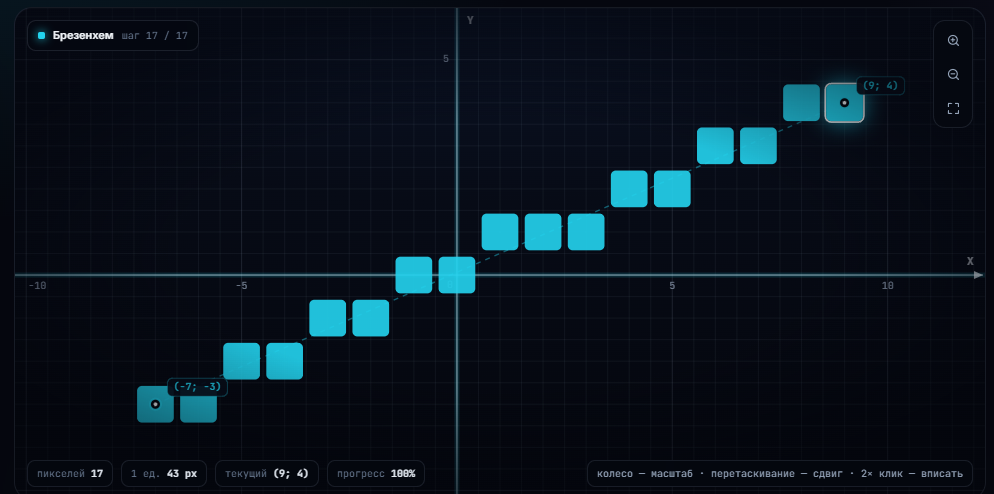 Брезенхем шаг 17 / 17
Y
5
(9; 4)
X
-10 -5 5 10
(-7; -3)
пикселей 17 1 ед. 43 px текущий (9; 4) прогресс 100% колесо — масштаб · перетаскивание — сдвиг · 2× клик — вписать